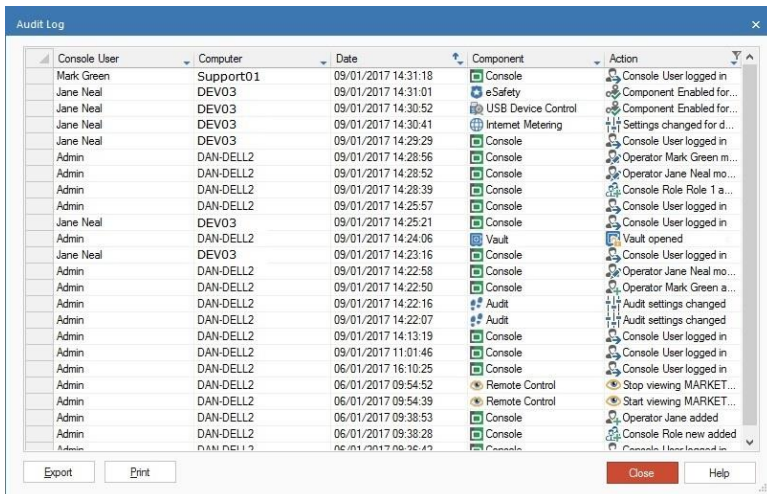 Audit Log
Console User Computer Date Component Action
Mark Green Support01 09/01/2017 14:31:18 Console Console User logged in
Jane Neal DEV03 09/01/2017 14:31:01 eSafety Component Enabled for...
Jane Neal DEV03 09/01/2017 14:30:52 USB Device Control Component Enabled for...
Jane Neal DEV03 09/01/2017 14:30:41 Internet Metering Settings changed for d...
Jane Neal DEV03 09/01/2017 14:29:29 Console Console User logged in
Admin DAN-DELL2 09/01/2017 14:28:56 Console Operator Mark Green m...
Admin DAN-DELL2 09/01/2017 14:28:52 Console Operator Jane Neal mo...
Admin DAN-DELL2 09/01/2017 14:28:39 Console Console Role Role 1 a...
Admin DAN-DELL2 09/01/2017 14:25:57 Console Console User logged in
Jane Neal DEV03 09/01/2017 14:25:21 Console Console User logged in
Admin DAN-DELL2 09/01/2017 14:24:06 Vault Vault opened
Jane Neal DEV03 09/01/2017 14:23:16 Console Console User logged in
Admin DAN-DELL2 09/01/2017 14:22:58 Console Operator Jane Neal mo...
Admin DAN-DELL2 09/01/2017 14:22:50 Console Operator Mark Green a...
Admin DAN-DELL2 09/01/2017 14:22:16 Audit Audit settings changed
Admin DAN-DELL2 09/01/2017 14:22:07 Audit Audit settings changed
Admin DAN-DELL2 09/01/2017 14:13:19 Console Console User logged in
Admin DAN-DELL2 09/01/2017 11:01:46 Console Console User logged in
Admin DAN-DELL2 06/01/2017 16:10:25 Console Console User logged in
Admin DAN-DELL2 06/01/2017 09:54:52 Remote Control Stop viewing MARKET...
Admin DAN-DELL2 06/01/2017 09:54:39 Remote Control Start viewing MARKET...
Admin DAN-DELL2 06/01/2017 09:38:53 Console Operator Jane added
Admin DAN-DELL2 06/01/2017 09:38:28 Console Console Role new added
Admin DAN-DELL2 06/01/2017 09:36:42 Console Console User logged in
Export Print Close Help